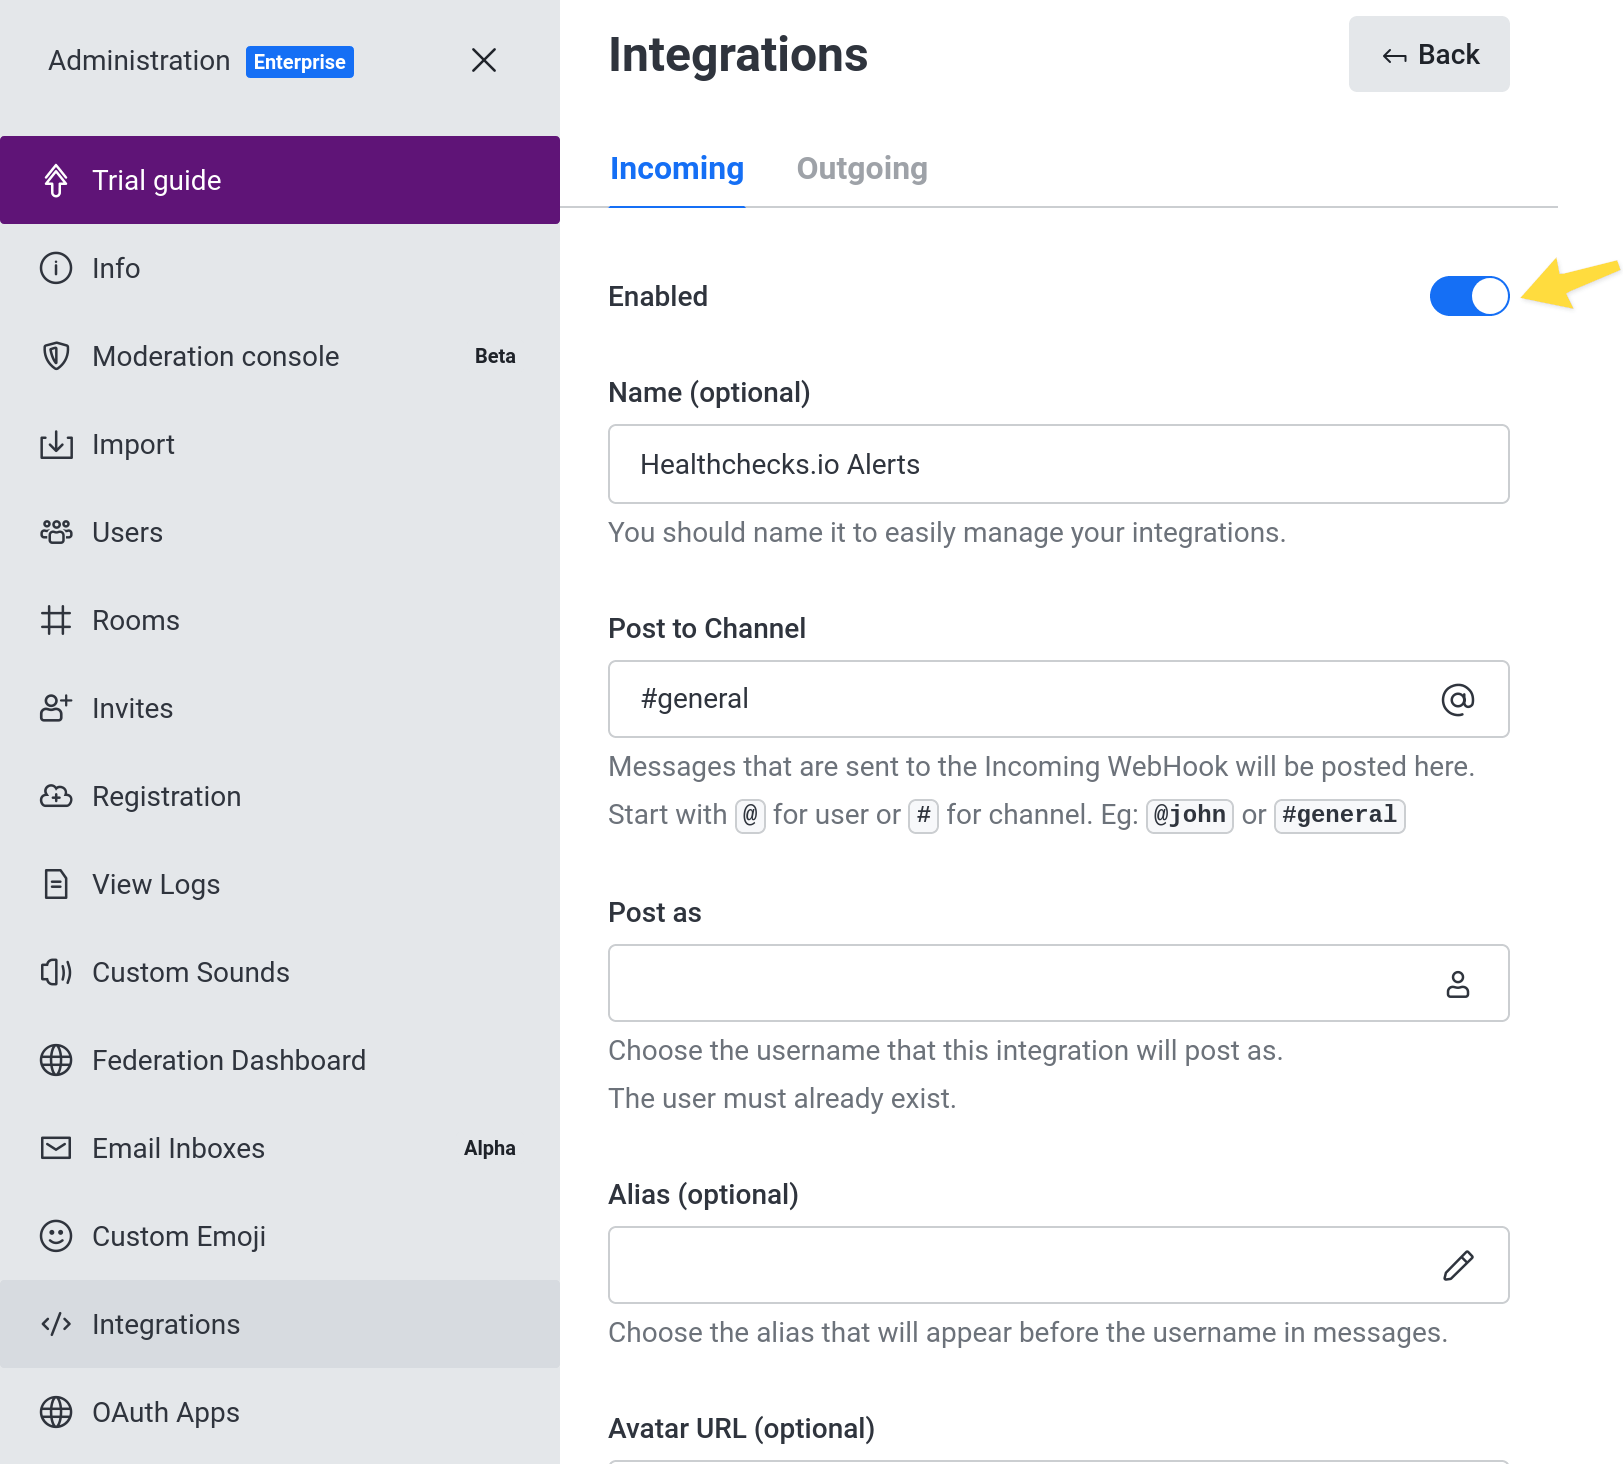 Administration Enterprise
Trial guide
Info
Moderation console Beta
Import
Users
Rooms
Invites
Registration
View Logs
Custom Sounds
Federation Dashboard
Email Inboxes Alpha
Custom Emoji
Integrations
OAuth Apps
Integrations
Back
Incoming Outgoing
Enabled
Name (optional)
Healthchecks.io Alerts
You should name it to easily manage your integrations.
Post to Channel
#general
Messages that are sent to the Incoming WebHook will be posted here.
Start with @ for user or # for channel. Eg: @john or #general
Post as
Choose the username that this integration will post as.
The user must already exist.
Alias (optional)
Choose the alias that will appear before the username in messages.
Avatar URL (optional)